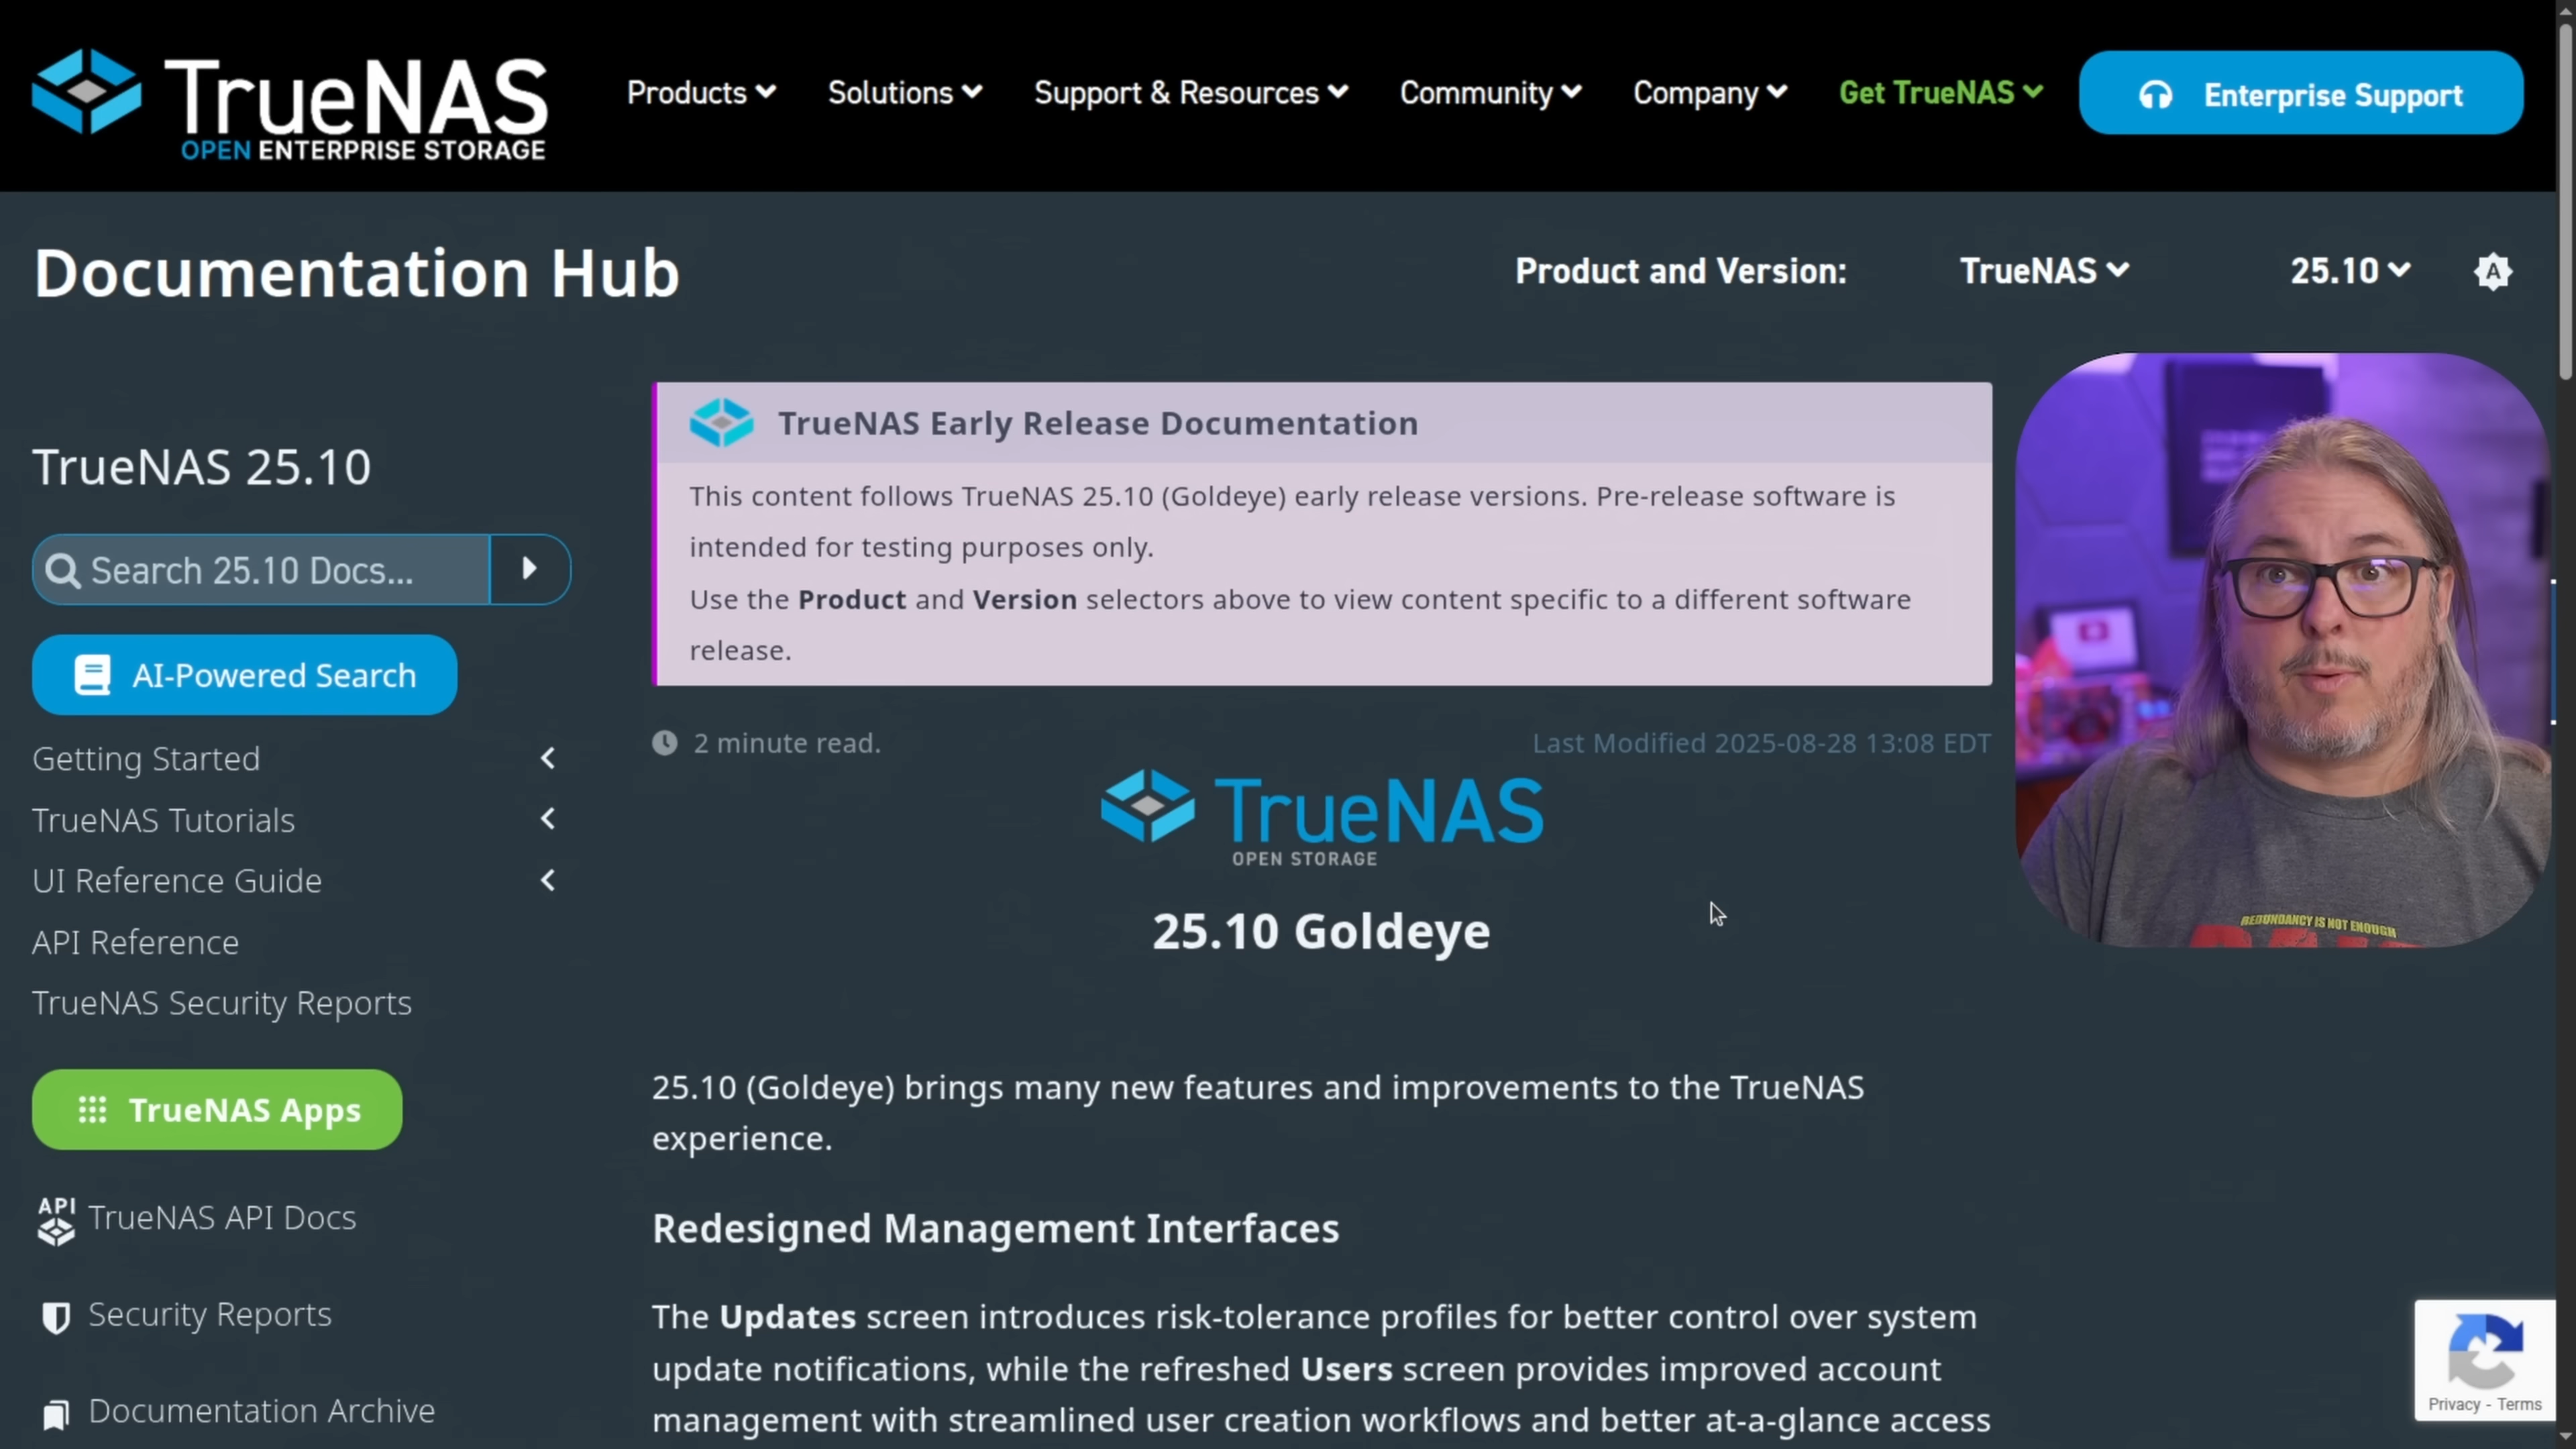 TrueNAS
OPEN ENTERPRISE STORAGE
Products
Solutions
Support & Resources
Community
Company
Get TrueNAS
Enterprise Support
Documentation Hub
Product and Version:
TrueNAS
25.10
A
TrueNAS 25.10
Search 25.10 Docs...
AI-Powered Search
Getting Started
TrueNAS Tutorials
UI Reference Guide
API Reference
TrueNAS Security Reports
TrueNAS Apps
API
TrueNAS API Docs
Security Reports
Documentation Archive
TrueNAS Early Release Documentation
This content follows TrueNAS 25.10 (Goldeye) early release versions. Pre-release software is
intended for testing purposes only.
Use the Product and Version selectors above to view content specific to a different software
release.
2 minute read.
Last Modified 2025-08-28 13:08 EDT
TrueNAS
OPEN STORAGE
25.10 Goldeye
25.10 (Goldeye) brings many new features and improvements to the TrueNAS
experience.
Redesigned Management Interfaces
The Updates screen introduces risk-tolerance profiles for better control over system
update notifications, while the refreshed Users screen provides improved account
management with streamlined user creation workflows and better at-a-glance access
REDUNDANCY IS NOT ENOUGH
Privacy - Terms